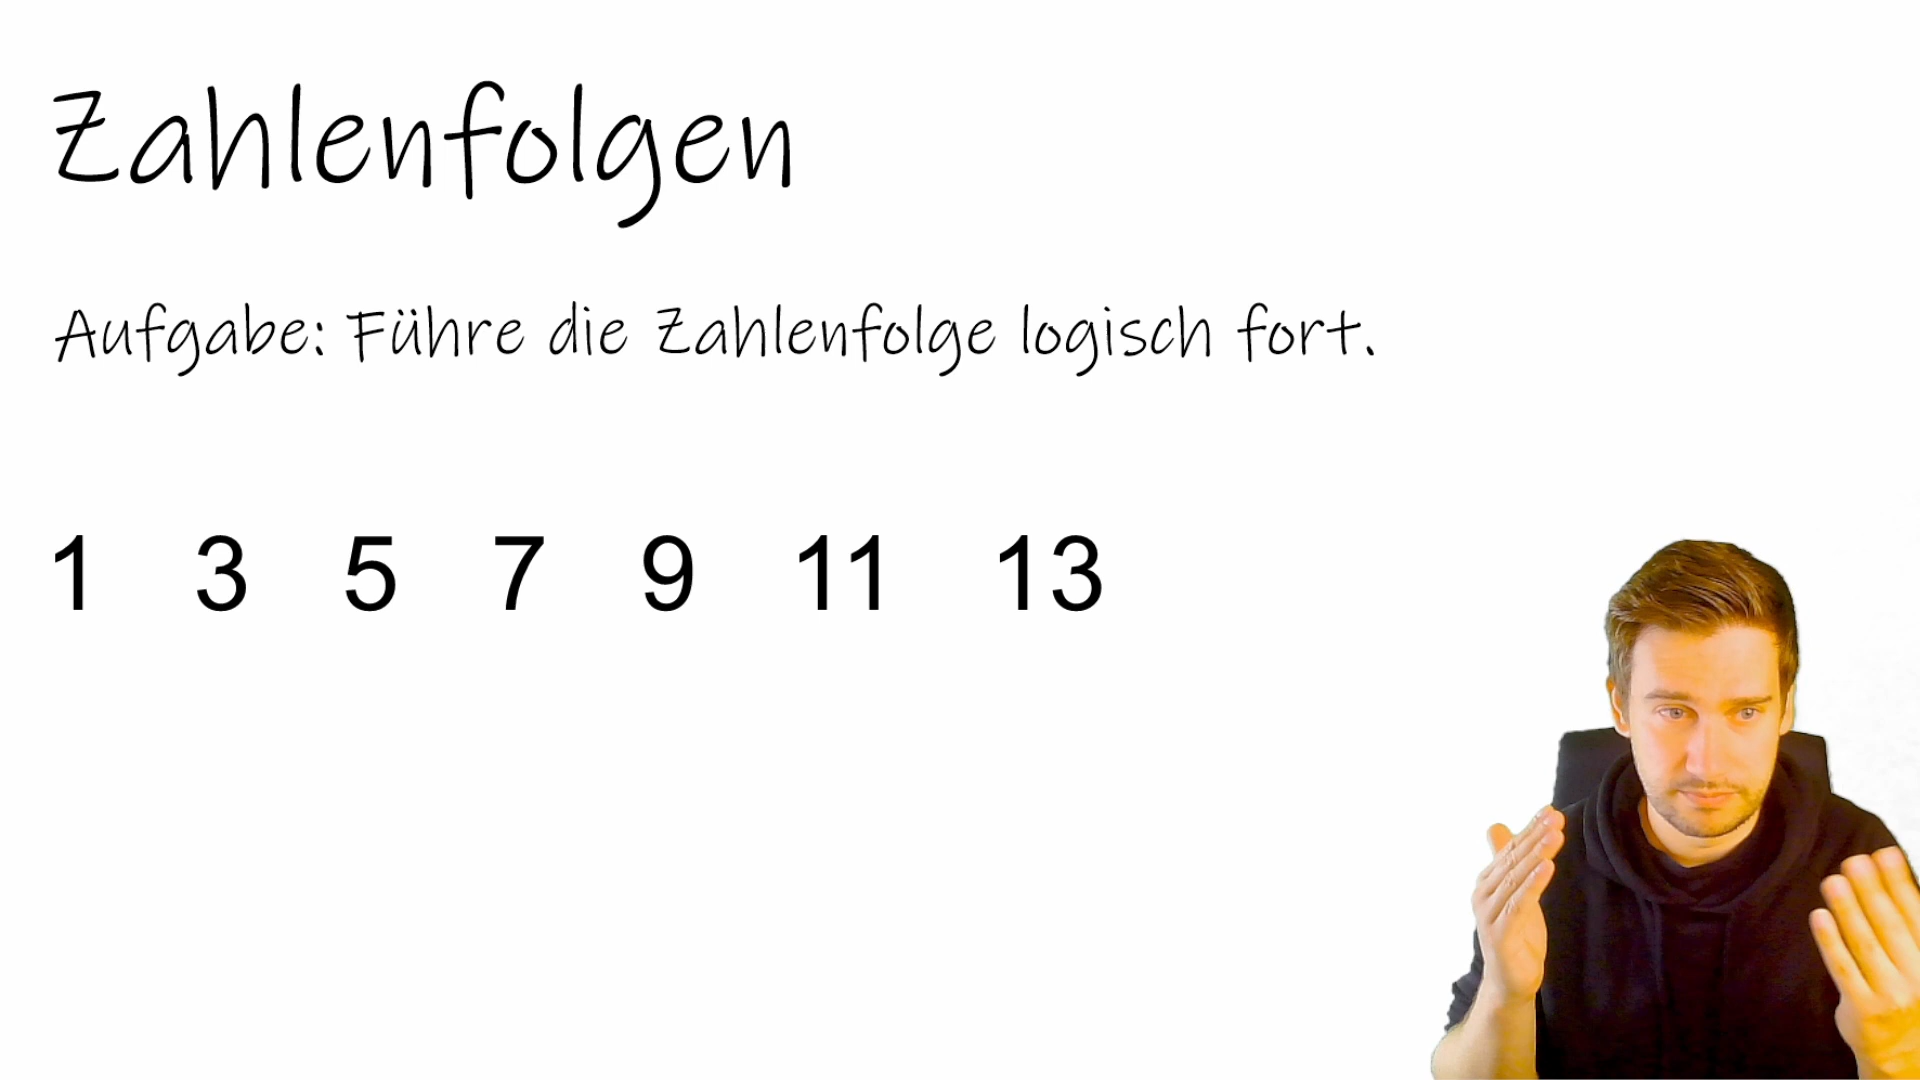 Zahlenfolgen
Aufgabe: Führe die Zahlenfolge logisch fort.
1 3 5 7 9 11 13